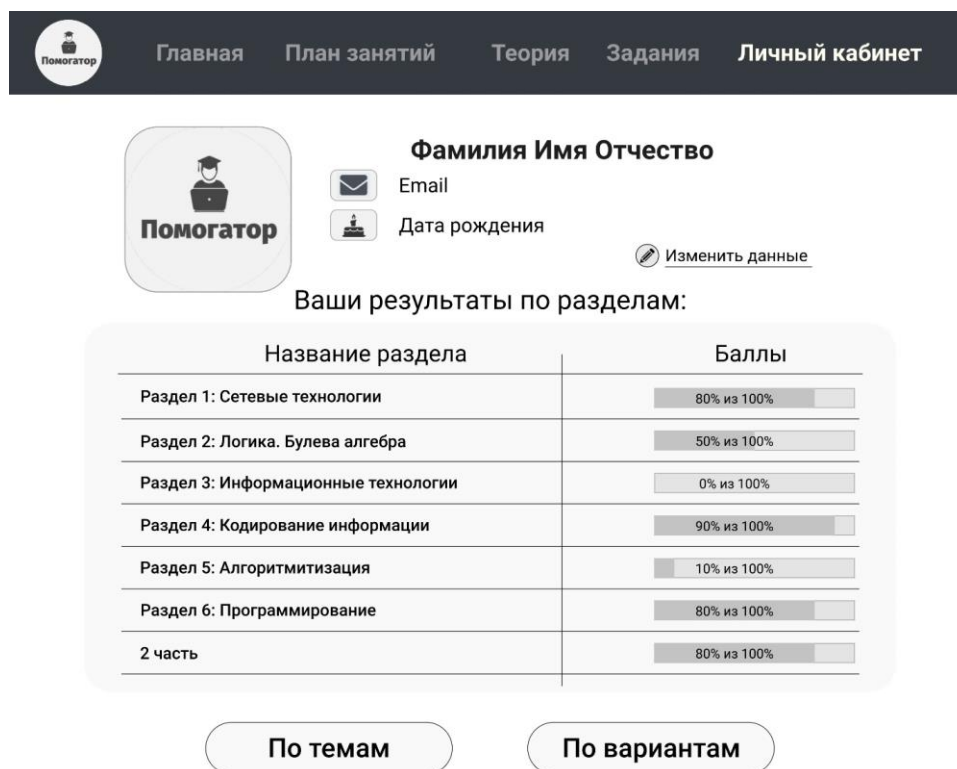 Помогатор
Главная План занятий Теория Задания Личный кабинет
Помогатор
Фамилия Имя Отчество
Email
Дата рождения
Изменить данные
Ваши результаты по разделам:
Название раздела Баллы
Раздел 1: Сетевые технологии 80% из 100%
Раздел 2: Логика. Булева алгебра 50% из 100%
Раздел 3: Информационные технологии 0% из 100%
Раздел 4: Кодирование информации 90% из 100%
Раздел 5: Алгоритмитизация 10% из 100%
Раздел 6: Программирование 80% из 100%
2 часть 80% из 100%
По темам По вариантам